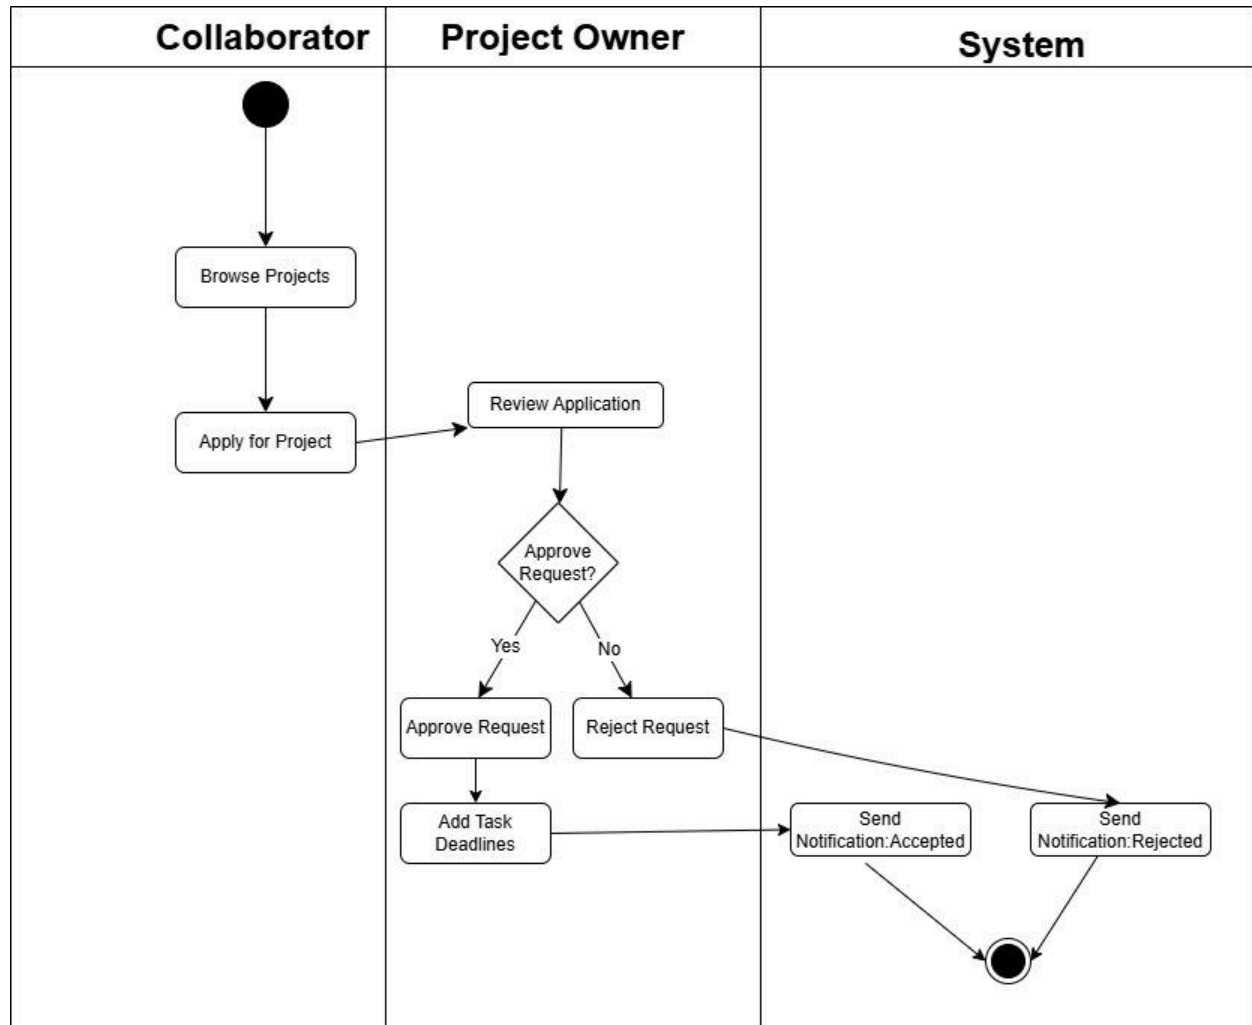 Collaborator
Project Owner
System
Browse Projects
Apply for Project
Review Application
Approve
Request?
Yes
No
Approve Request
Reject Request
Add Task
Deadlines
Send
Notification:Accepted
Send
Notification:Rejected